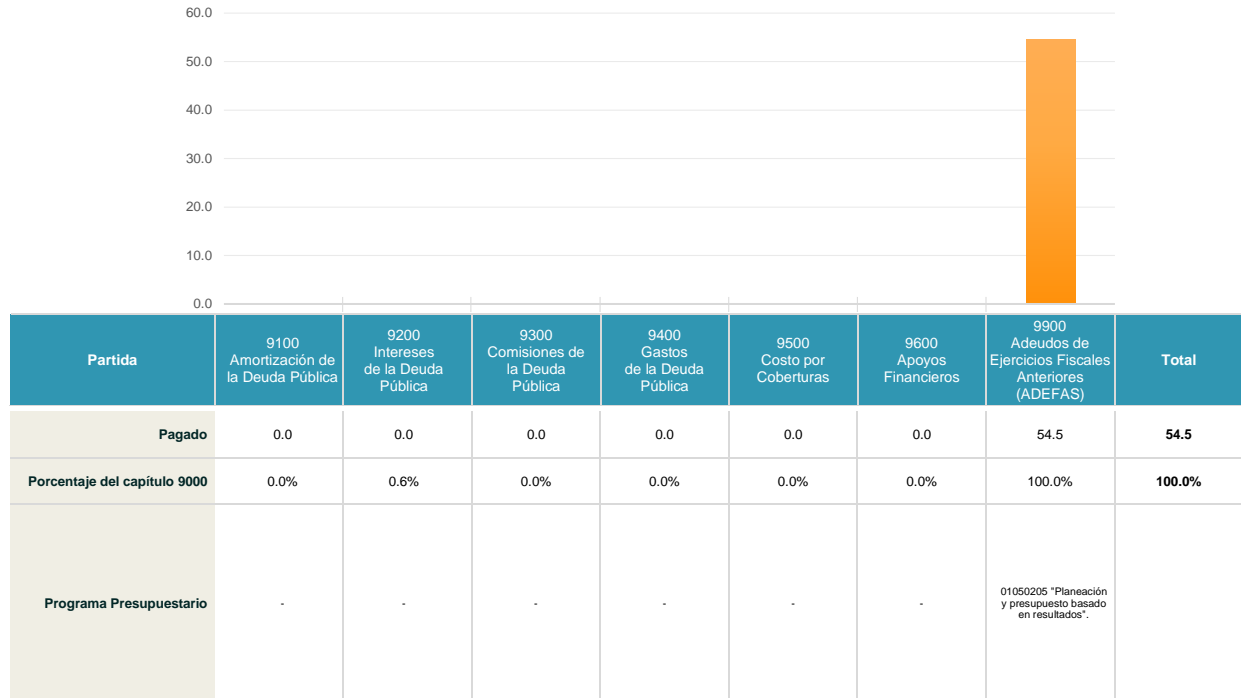 60.0
50.0
40.0
30.0
20.0
10.0
0.0
Partida
9100
Amortización de
la Deuda Pública
9200
Intereses
de la Deuda
Pública
9300
Comisiones de
la Deuda
Pública
9400
Gastos
de la Deuda
Pública
9500
Costo por
Coberturas
9600
Apoyos
Financieros
9900
Adeudos de
Ejercicios Fiscales
Anteriores
(ADEFAS)
Total
Pagado 0.0 0.0 0.0 0.0 0.0 0.0 54.5 54.5
Porcentaje del capítulo 9000 0.0% 0.6% 0.0% 0.0% 0.0% 0.0% 100.0% 100.0%
Programa Presupuestario - - - - - -
01050205 "Planeación
y presupuesto basado
en resultados".